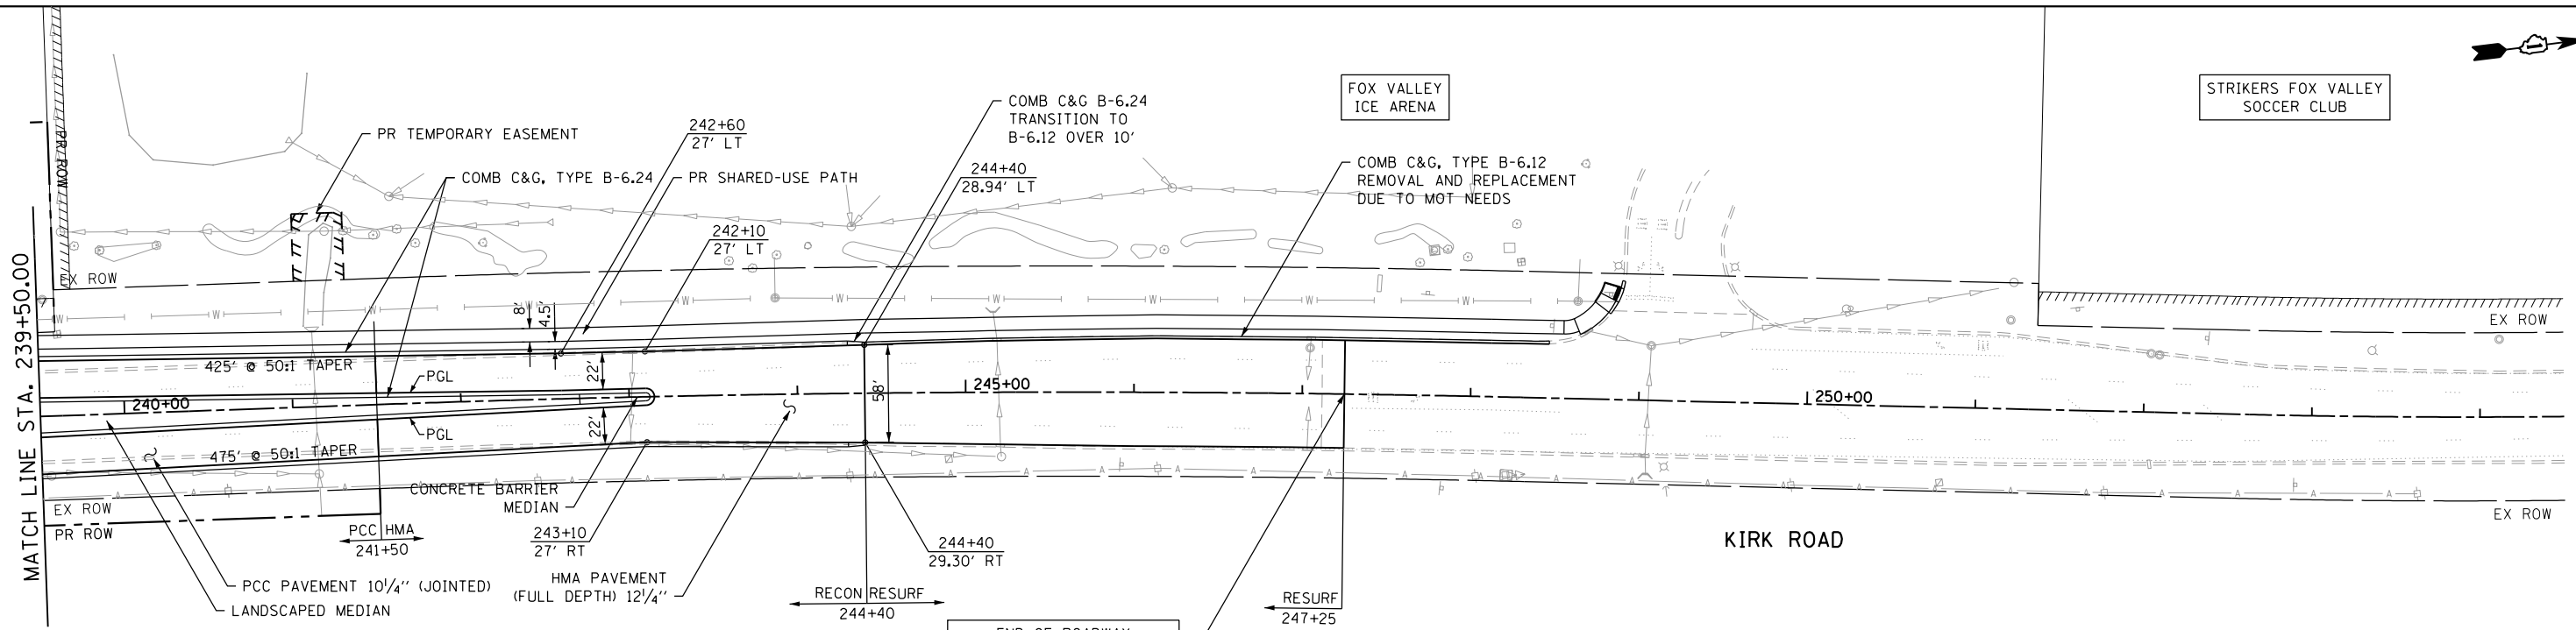 FOX VALLEY
ICE ARENA
STRIKERS FOX VALLEY
SOCCER CLUB
PR ROW
PR TEMPORARY EASEMENT
242+60
27' LT
COMB C&G B-6.24
TRANSITION TO
B-6.12 OVER 10'
COMB C&G, TYPE B-6.24
PR SHARED-USE PATH
244+40
28.94' LT
COMB C&G, TYPE B-6.12
REMOVAL AND REPLACEMENT
DUE TO MOT NEEDS
242+10
27' LT
EX ROW
W
W
W
W
W
W
W
W
W
W
8'
4.5'
EX ROW
MATCH LINE STA. 239+50.00
425' @ 50:1 TAPER
PGL
22'
58'
240+00
245+00
250+00
PGL
22'
475' @ 50:1 TAPER
CONCRETE BARRIER
MEDIAN
EX ROW
PR ROW
EX ROW
PCC HMA
241+50
243+10
27' RT
244+40
29.30' RT
KIRK ROAD
PCC PAVEMENT 10¼" (JOINTED)
LANDSCAPED MEDIAN
HMA PAVEMENT
(FULL DEPTH) 12¼"
RECON RESURF
244+40
RESURF
247+25